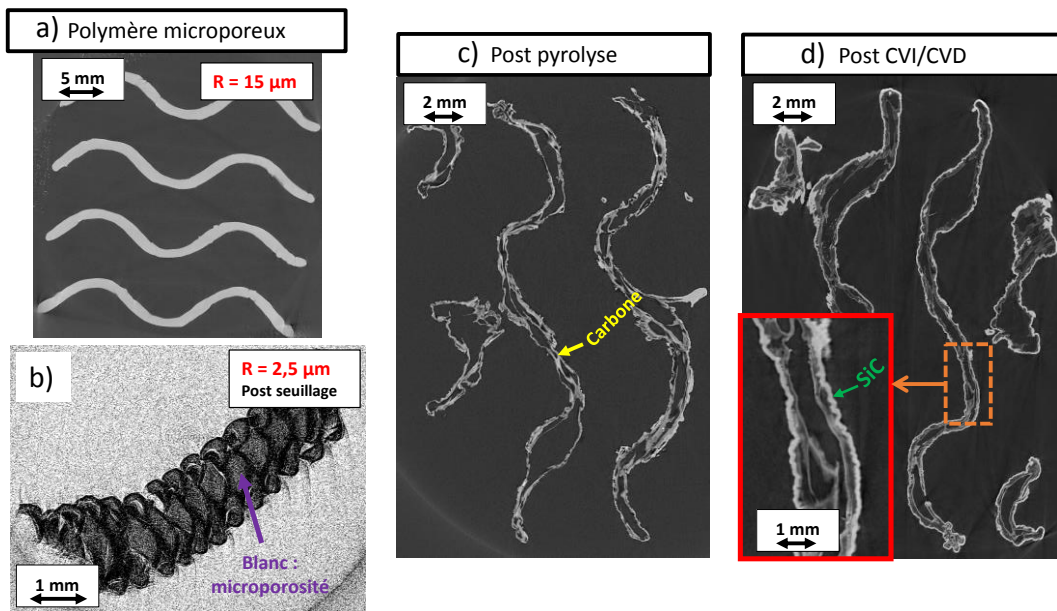 a) Polymère microporeux
5 mm
R = 15 µm
b)
R = 2,5 µm
Post seuillage
Blanc :
microporosité
1 mm
c) Post pyrolyse
2 mm
Carbone
d) Post CVI/CVD
2 mm
SiC
1 mm